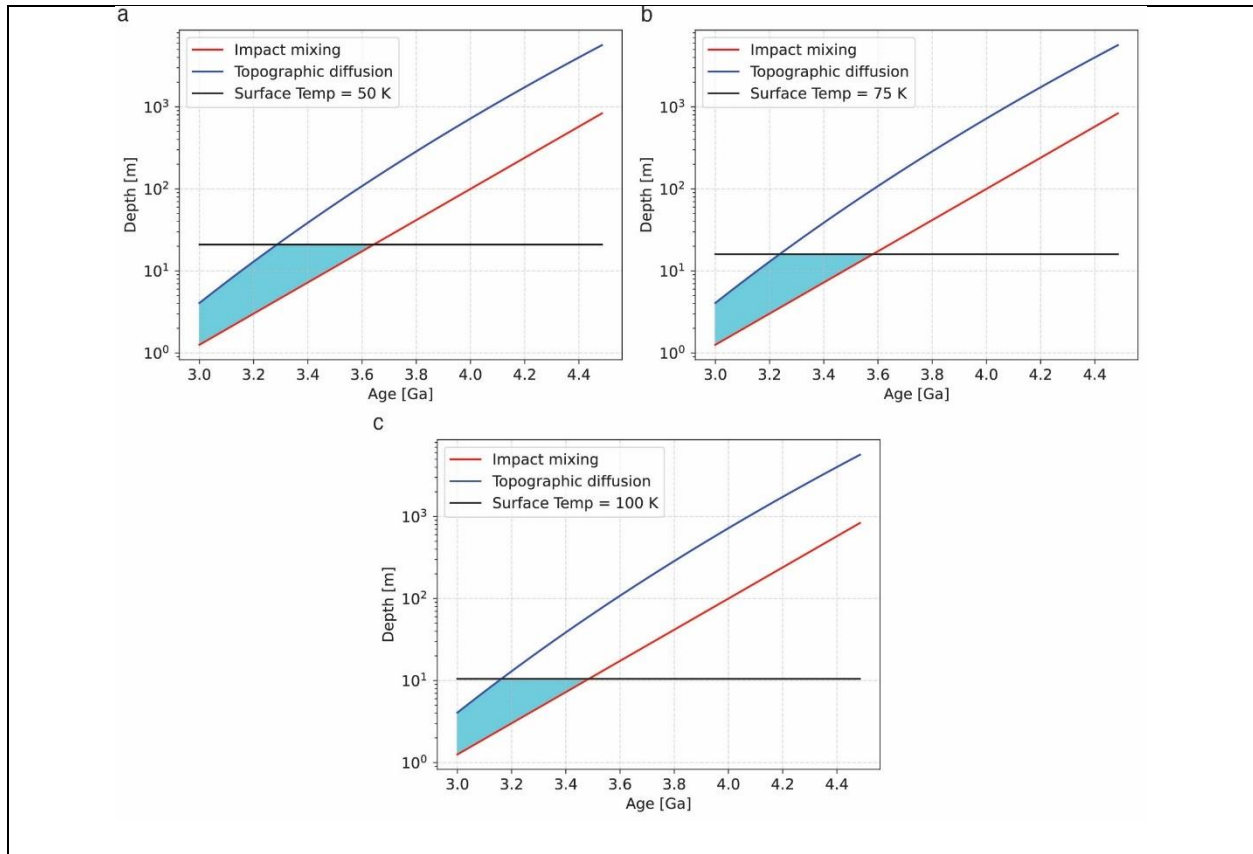 a
Impact mixing
Topographic diffusion
Surface Temp = 50 K
Depth [m]
10³
10²
10¹
10⁰
3.0 3.2 3.4 3.6 3.8 4.0 4.2 4.4
Age [Ga]
b
Impact mixing
Topographic diffusion
Surface Temp = 75 K
Depth [m]
10³
10²
10¹
10⁰
3.0 3.2 3.4 3.6 3.8 4.0 4.2 4.4
Age [Ga]
c
Impact mixing
Topographic diffusion
Surface Temp = 100 K
Depth [m]
10³
10²
10¹
10⁰
3.0 3.2 3.4 3.6 3.8 4.0 4.2 4.4
Age [Ga]